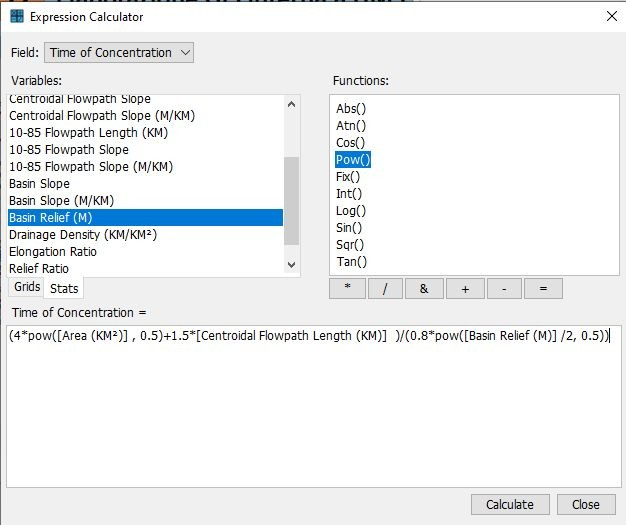 Expression Calculator
Field: Time of Concentration
Variables:
Functions:
Centroidal Flowpath Slope
Centroidal Flowpath Slope (M/KM)
10-85 Flowpath Length (KM)
10-85 Flowpath Slope
10-85 Flowpath Slope (M/KM)
Basin Slope
Basin Slope (M/KM)
Basin Relief (M)
Drainage Density (KM/KM²)
Elongation Ratio
Relief Ratio
Grids Stats
Abs()
Atn()
Cos()
Pow()
Fix()
Int()
Log()
Sin()
Sqr()
Tan()
* / & + - =
Time of Concentration =
(4*pow([Area (KM²)] , 0.5)+1.5*[Centroidal Flowpath Length (KM)]  )/(0.8*pow([Basin Relief (M)] /2, 0.5))
Calculate Close